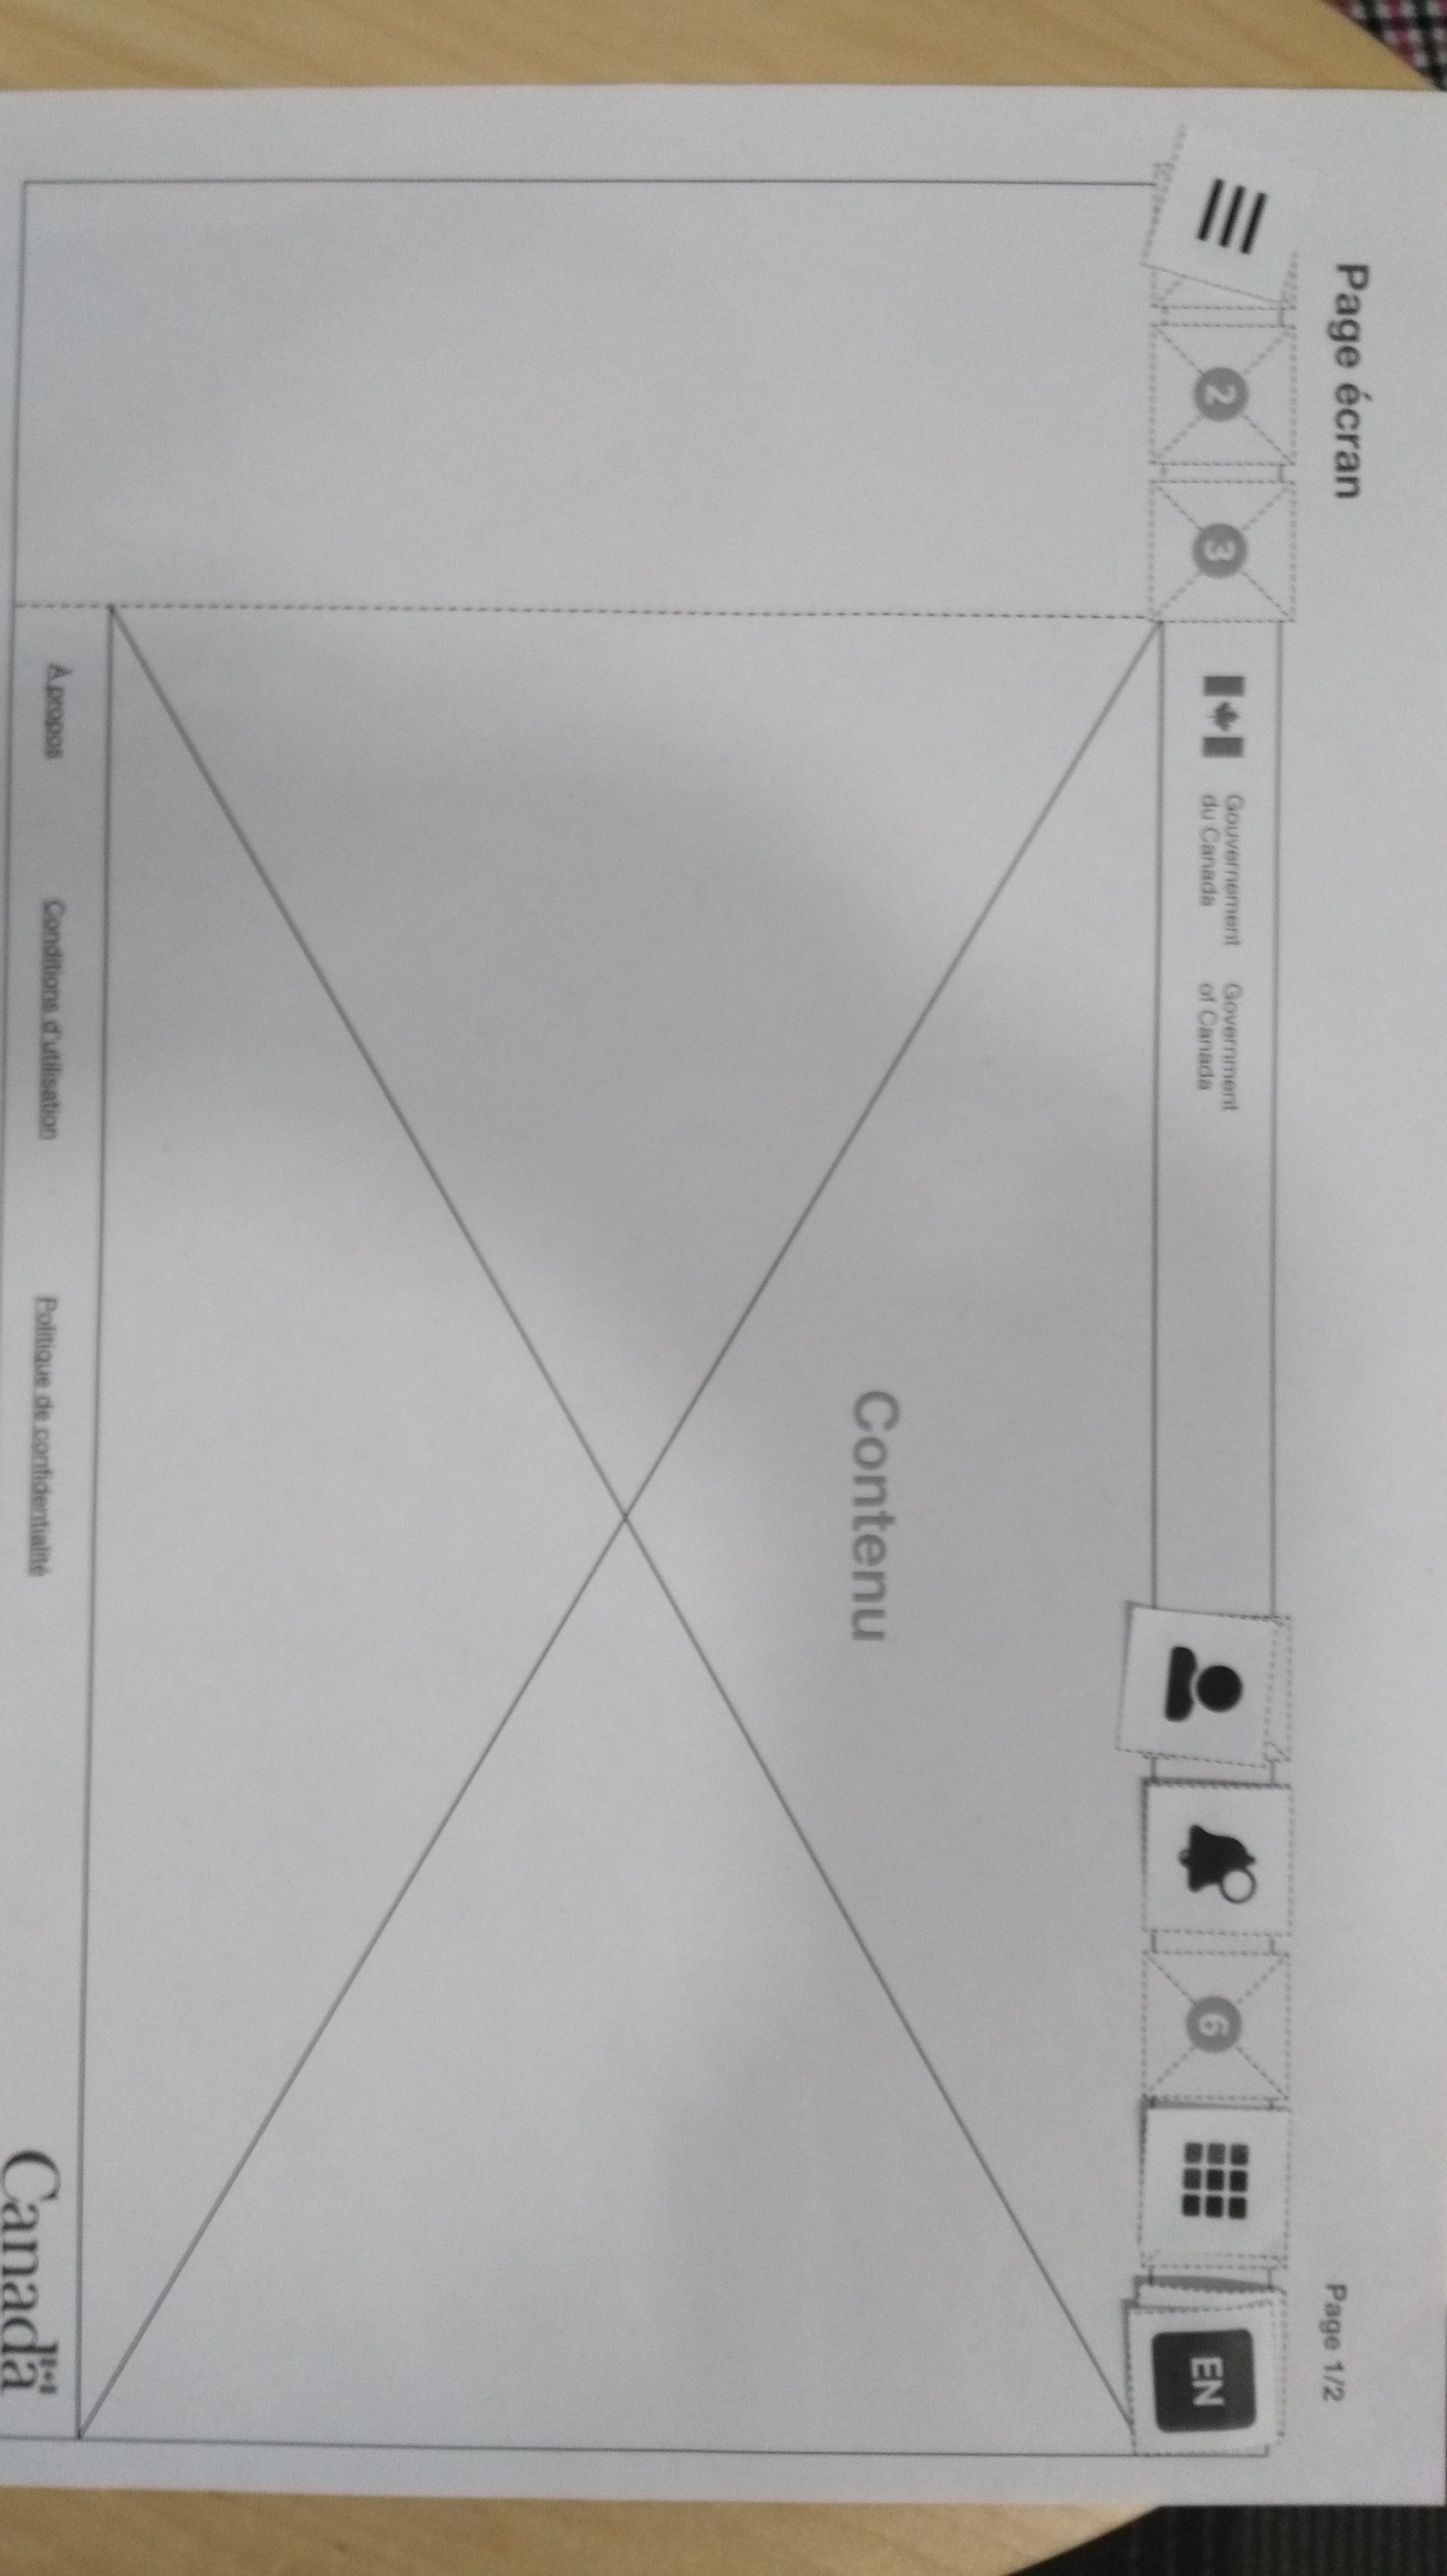 Page écran
Page 1/2
2
3
Gouvernement
du Canada
Government
of Canada
6
EN
Contenu
À propos
Conditions d'utilisation
Politique de confidentialité
Canada